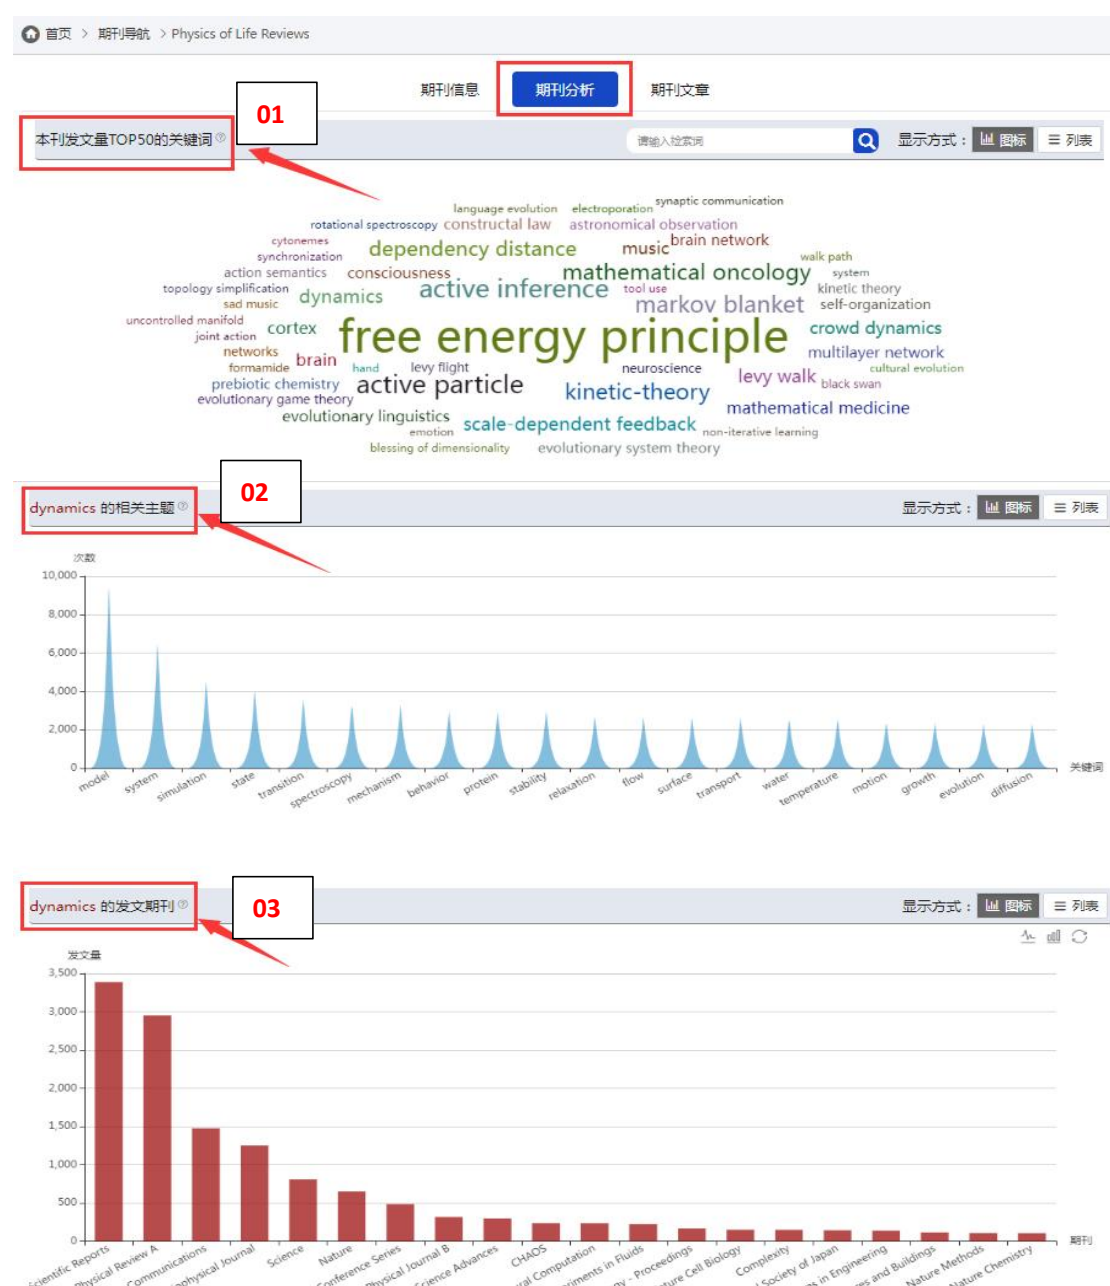 首页 > 期刊导航 > Physics of Life Reviews
期刊信息 期刊分析 期刊文章
01
本刊发文量TOP50的关键词 请输入检索词 显示方式： 图标 列表
synaptic communication
language evolution electroporation
rotational spectroscopy constructal law astronomical observation
cytonemes dependency distance music brain network
synchronization walk path
action semantics consciousness mathematical oncology system
topology simplification dynamics active inference tool use kinetic theory
sad music markov blanket self-organization
uncontrolled manifold cortex free energy principle crowd dynamics
joint action
networks multilayer network
formamide brain hand levy flight neuroscience cultural evolution
prebiotic chemistry active particle kinetic-theory levy walk black swan
evolutionary game theory
evolutionary linguistics mathematical medicine
emotion scale-dependent feedback non-iterative learning
blessing of dimensionality evolutionary system theory
02
dynamics 的相关主题 显示方式： 图标 列表
次数
10,000
8,000
6,000
4,000
2,000
0
model system simulation state transition spectroscopy mechanism behavior protein stability relaxation flow surface transport water temperature motion growth evolution diffusion
关键词
03
dynamics 的发文期刊 显示方式： 图标 列表
发文量
3,500
3,000
2,500
2,000
1,500
1,000
500
0
Scientific Reports Physical Review A Communications physical Journal Science Nature Conference Series Physical Journal B Science Advances CHAOS Computation in Fluids - Proceedings Cell Biology Complexity Society of Japan in Engineering and Buildings Nature Methods Nature Chemistry
期刊